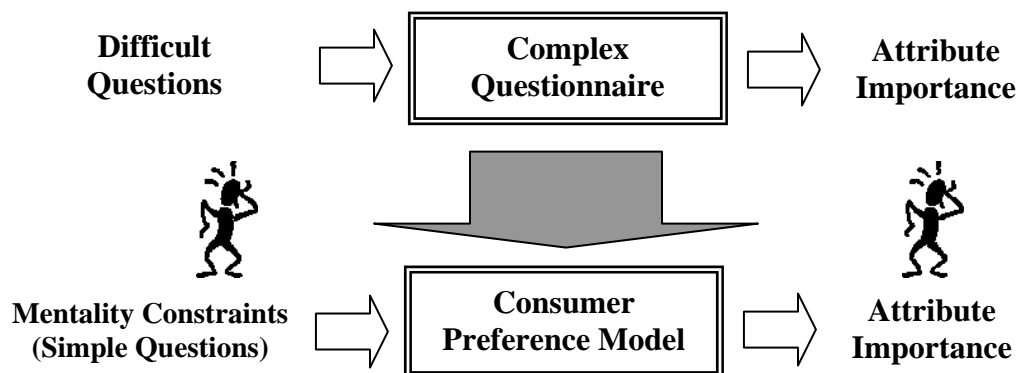 Difficult
Questions
Complex
Questionnaire
Attribute
Importance
Mentality Constraints
(Simple Questions)
Consumer
Preference Model
Attribute
Importance